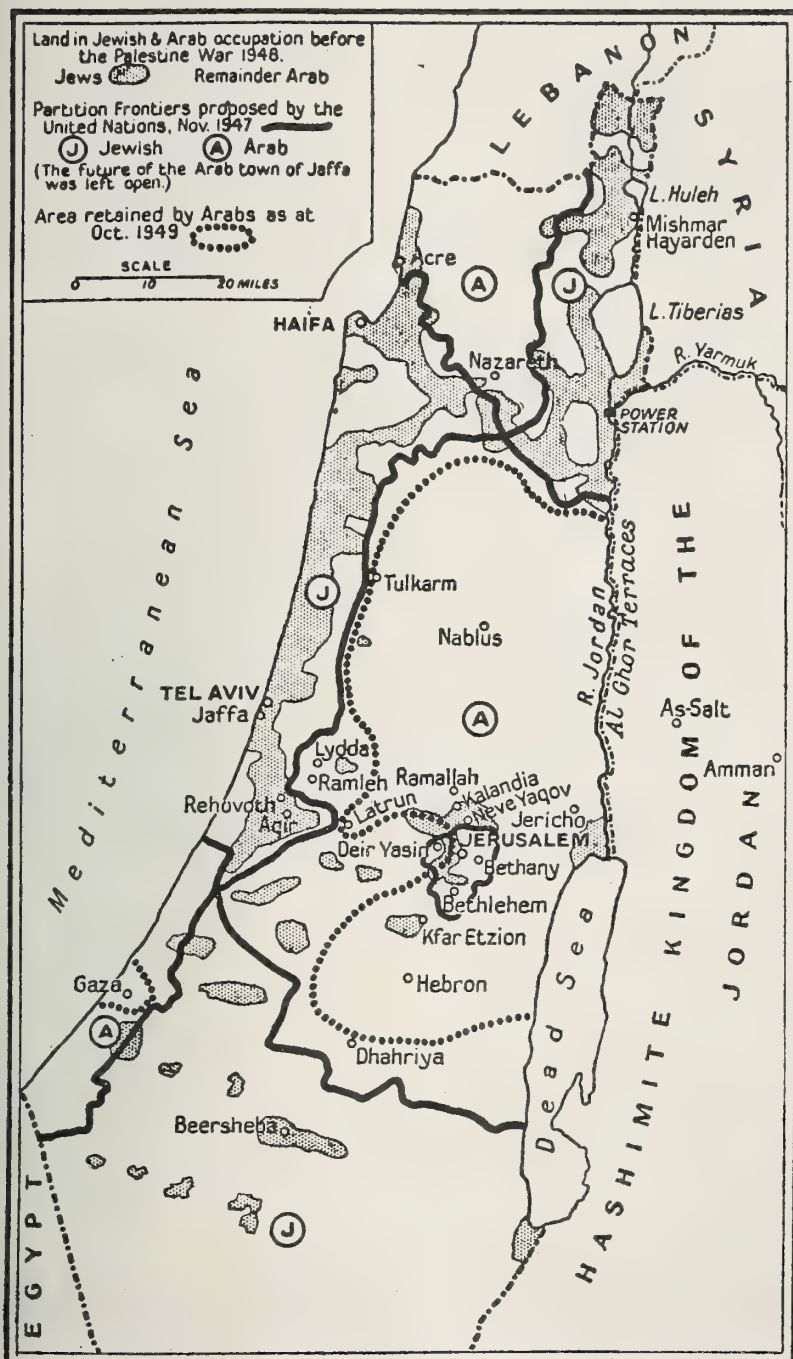 Land in Jewish & Arab occupation before
the Palestine War 1948.
Jews Remainder Arab
Partition Frontiers proposed by the
United Nations, Nov. 1947
J Jewish A Arab
(The future of the Arab town of Jaffa
was left open.)
Area retained by Arabs as at
Oct. 1949
SCALE
0 10 20 MILES
LEBANON
SYRIA
L. Huleh
Mishmar
Hayarden
Acre
A
J
HAIFA
L. Tiberias
Nazareth
R. Yarmuk
POWER
STATION
Mediterranean Sea
J
Tulkarm
Nablus
R. Jordan
Al Ghor Terraces
TEL AVIV
Jaffa
A
As-Salt
Amman
Lydda
Ramleh
Ramallah
Kalandia
Neve Yaqov
Rehovoth
Aqir
Latrun
Jericho
Deir Yasin
JERUSALEM
Bethany
Bethlehem
Kfar Etzion
Gaza
Hebron
A
Dhahriya
Dead Sea
Beersheba
J
EGYPT
HASHIMITE KINGDOM OF THE
JORDAN